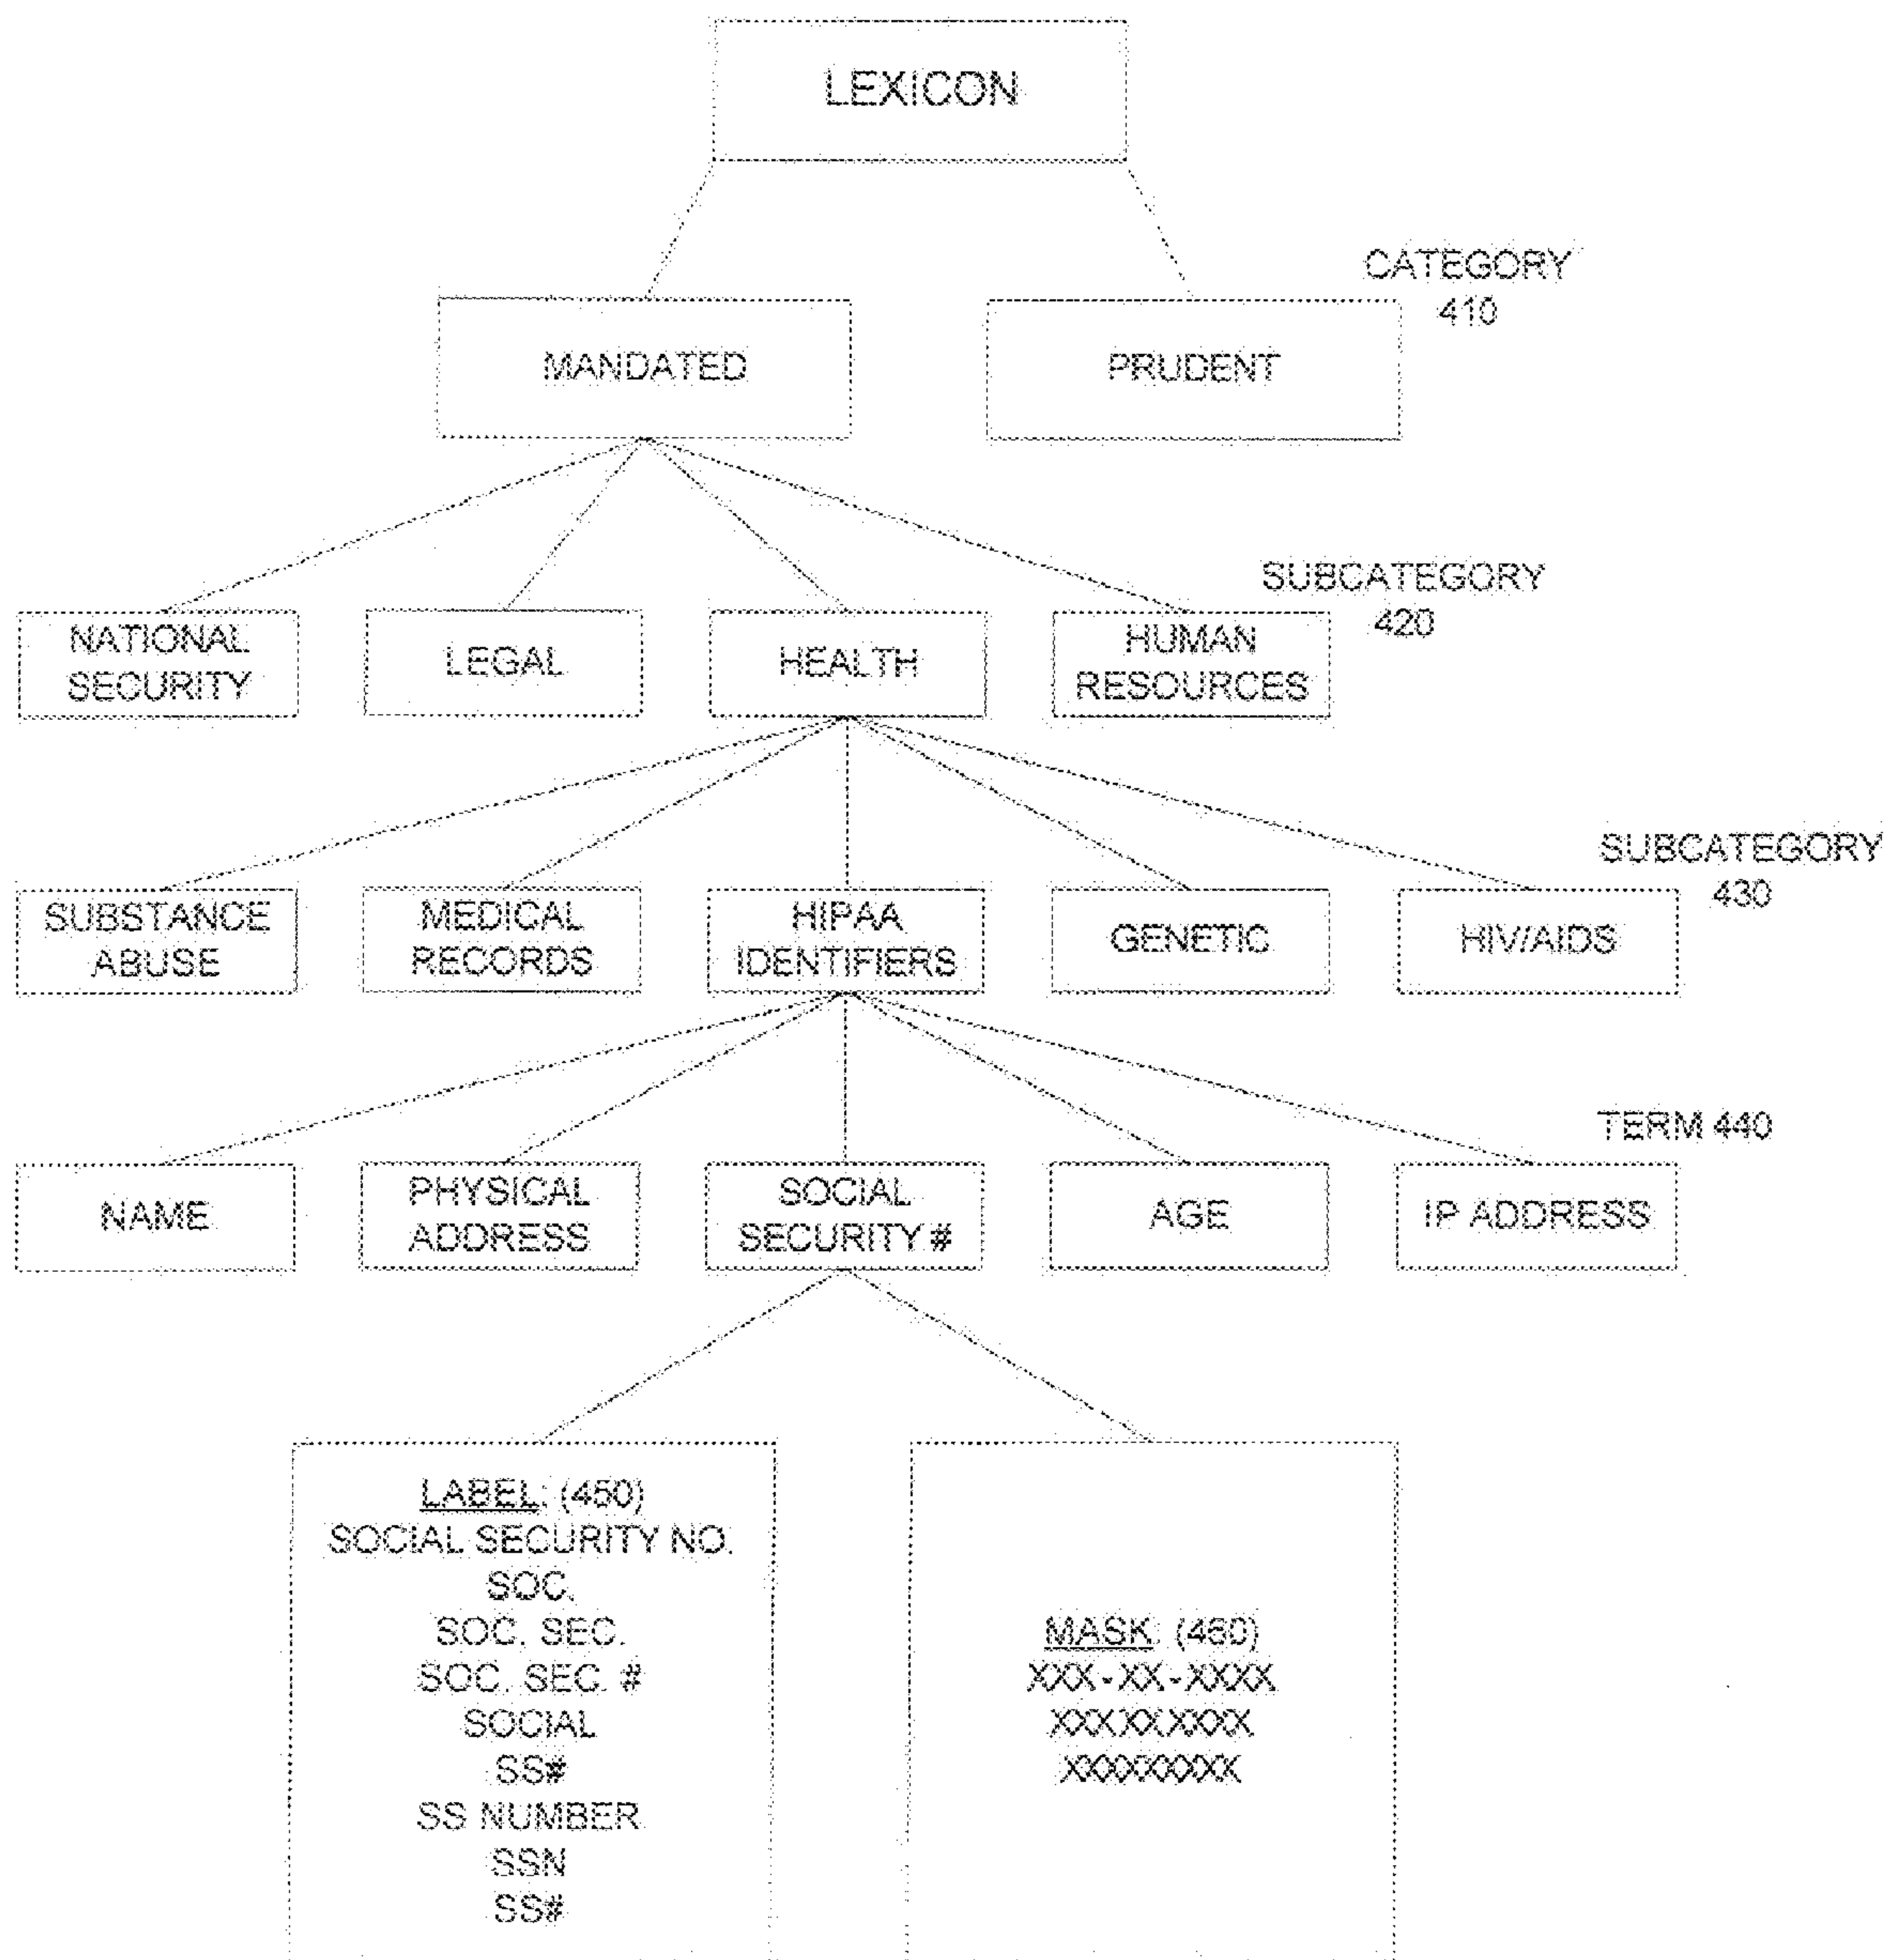 LEXICON
CATEGORY
410
MANDATED
PRUDENT
SUBCATEGORY
420
NATIONAL
SECURITY
LEGAL
HEALTH
HUMAN
RESOURCES
SUBCATEGORY
430
SUBSTANCE
ABUSE
MEDICAL
RECORDS
HIPAA
IDENTIFIERS
GENETIC
HIV/AIDS
TERM 440
NAME
PHYSICAL
ADDRESS
SOCIAL
SECURITY #
AGE
IP ADDRESS
LABEL: (450)
SOCIAL SECURITY NO.
SOC.
SOC. SEC.
SOC. SEC. #
SOCIAL
SS#
SS NUMBER
SSN
SS#
MASK: (460)
XXX-XX-XXXX
XXX XX XXXX
XXXXXXXXX